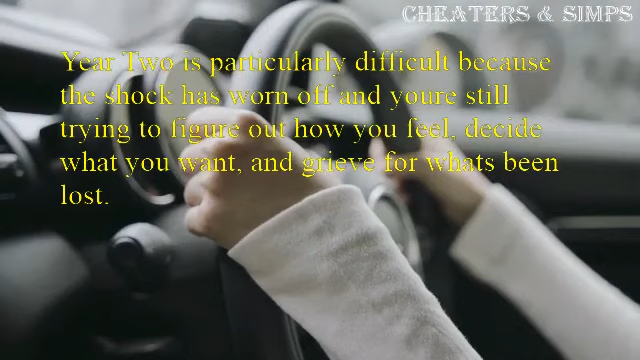 CHEATERS & SIMPS
Year Two is particularly difficult because
the shock has worn off and youre still
trying to figure out how you feel, decide
what you want, and grieve for whats been
lost.